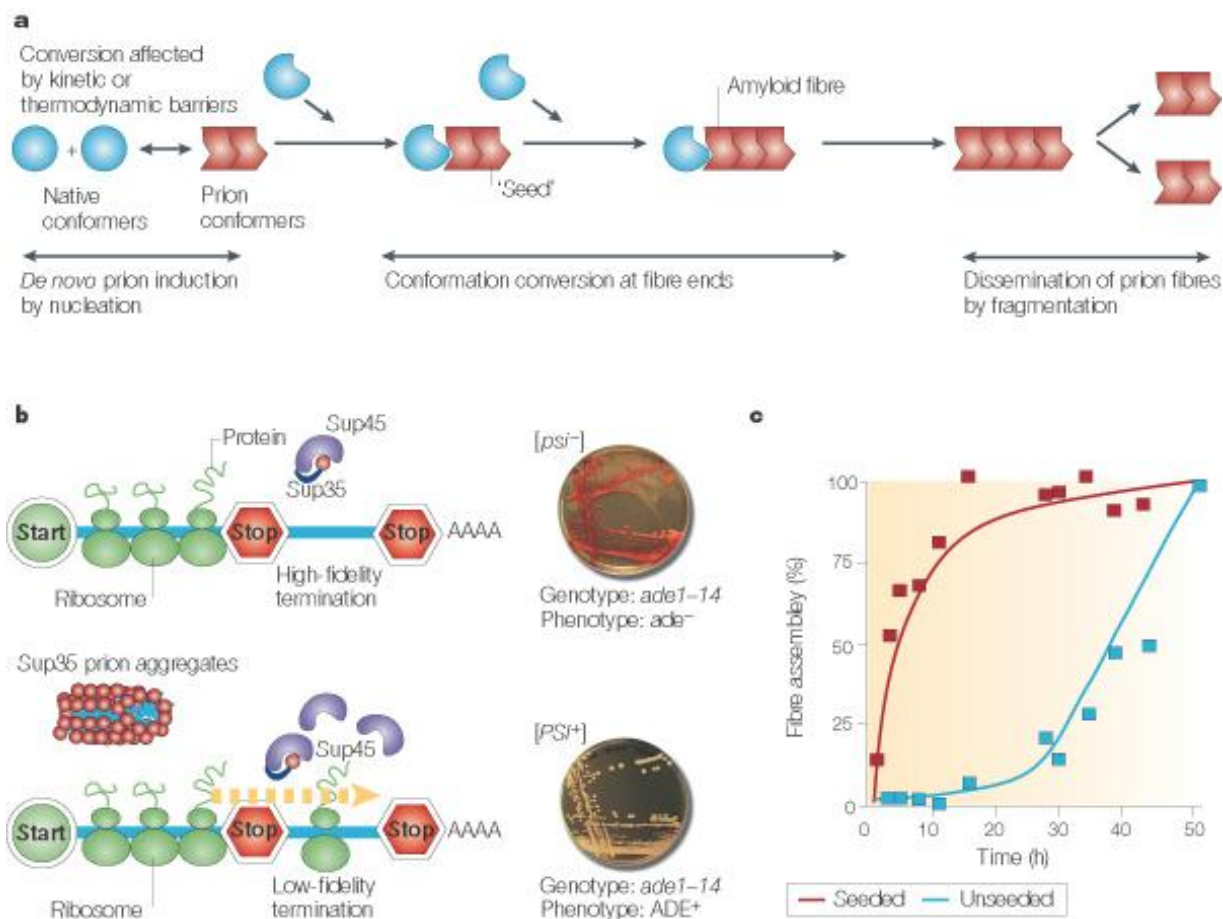 a
Conversion affected
by kinetic or
thermodynamic barriers
+
Native
conformers
Prion
conformers
'Seed'
Amyloid fibre
De novo prion induction
by nucleation
Conformation conversion at fibre ends
Dissemination of prion fibres
by fragmentation
b
Protein
Sup45
Sup35
Start
Stop
Stop
AAAA
Ribosome
High-fidelity
termination
[psi–]
Genotype: ade1–14
Phenotype: ade–
Sup35 prion aggregates
Sup45
Start
Stop
Stop
AAAA
Ribosome
Low-fidelity
termination
[PSI+]
Genotype: ade1–14
Phenotype: ADE+
c
Fibre assembley (%)
100
75
50
25
0
0 10 20 30 40 50
Time (h)
Seeded Unseeded